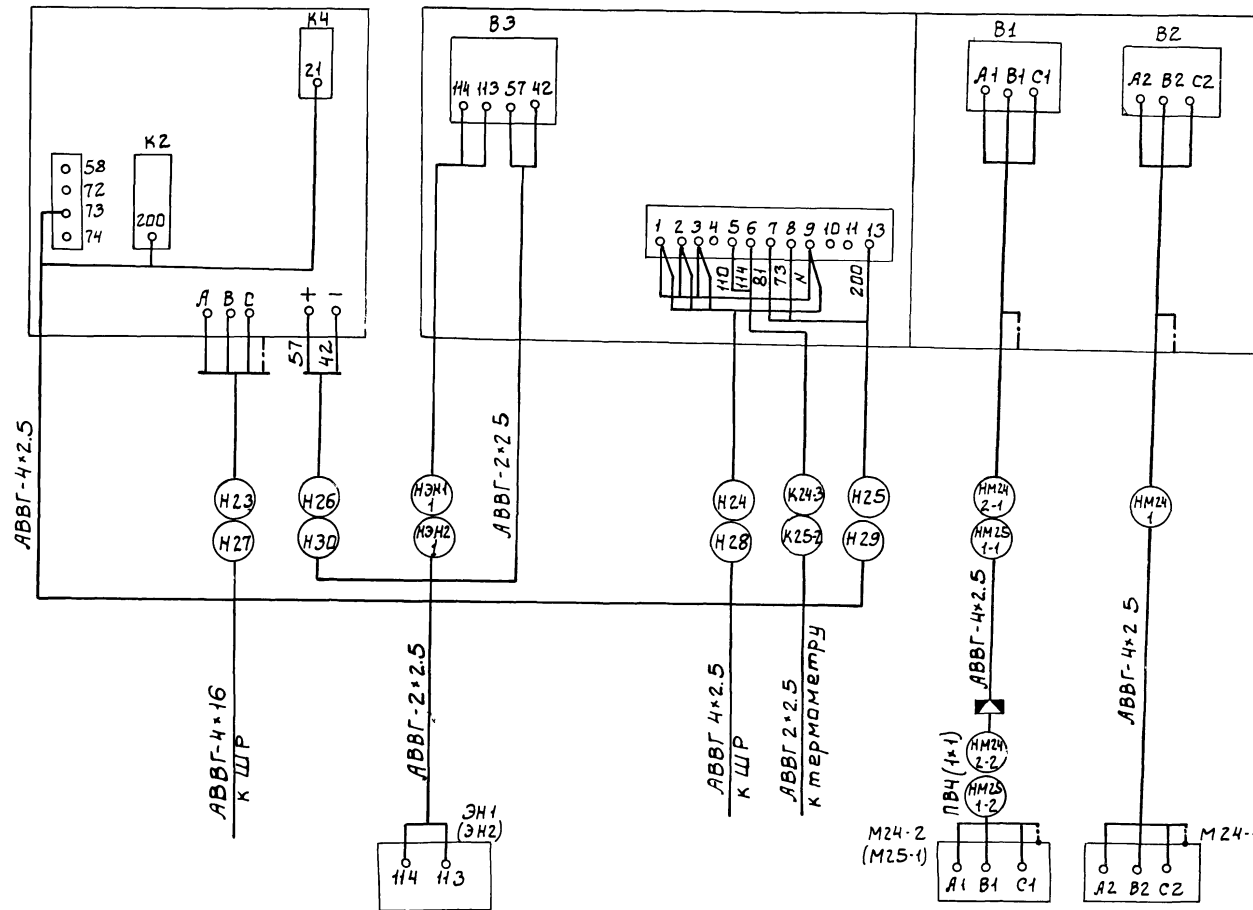 К4
21
К2
200
58
72
73
74
А В С + -
57
42
В3
114 113 57 42
1 2 3 4 5 6 7 8 9 10 11 13
110
114
81
73
N
200
В1
А1 В1 С1
В2
А2 В2 С2
АВВГ-4×2.5
Н23
Н27
АВВГ-4×16
к ШР
Н26
Н30
НЭН1
1
НЭН2
1
АВВГ-2×2.5
АВВГ-2×2 5
ЭН1
(ЭН2)
114 113
Н24
Н28
АВВГ 4×2.5
к ШР
К24-3
К25-2
АВВГ 2×2.5
к термометру
Н25
Н29
НМ24
2-1
НМ25
1-1
АВВГ-4×2.5
ПВ4(1×1)
НМ24
2-2
НМ25
1-2
М24-2
(М25-1)
А1 В1 С1
НМ24
1
АВВГ-4×2 5
М24-
А2 В2 С2